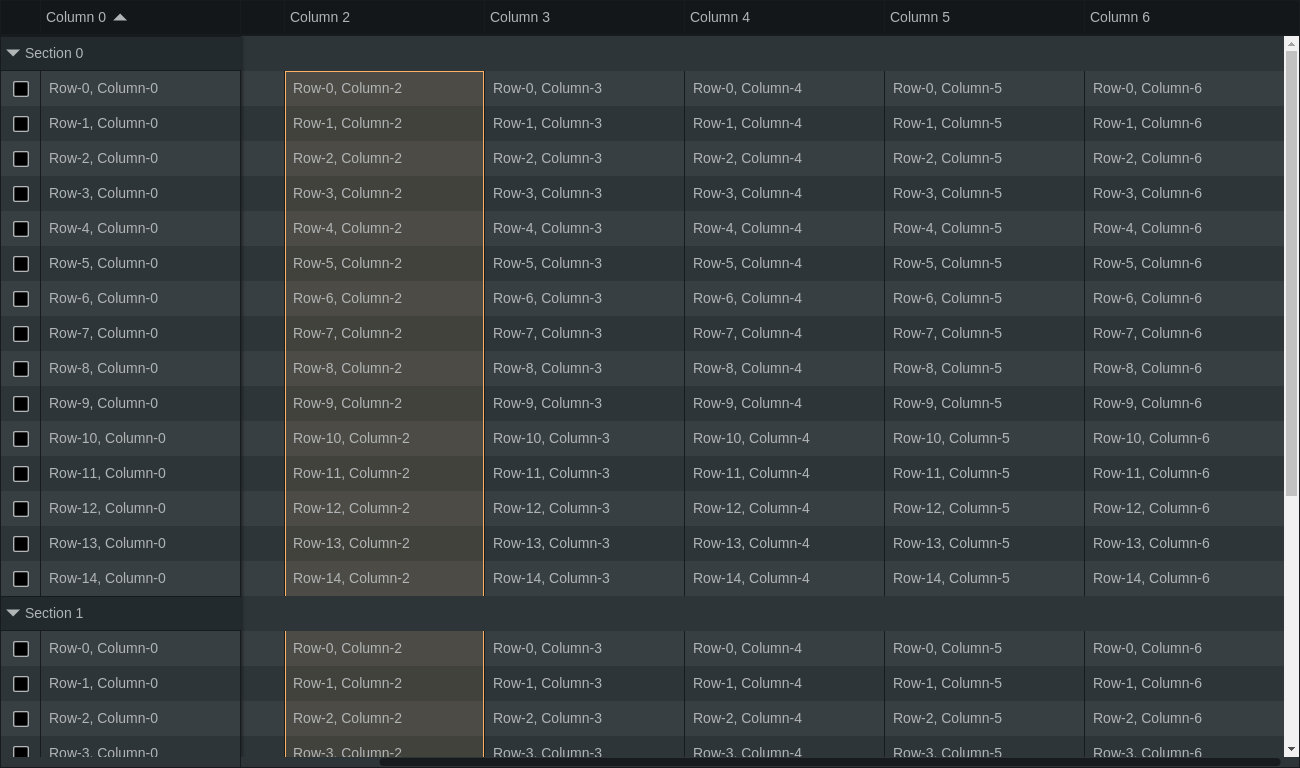 Column 0 Column 2 Column 3 Column 4 Column 5 Column 6
Section 0
Row-0, Column-0 Row-0, Column-2 Row-0, Column-3 Row-0, Column-4 Row-0, Column-5 Row-0, Column-6
Row-1, Column-0 Row-1, Column-2 Row-1, Column-3 Row-1, Column-4 Row-1, Column-5 Row-1, Column-6
Row-2, Column-0 Row-2, Column-2 Row-2, Column-3 Row-2, Column-4 Row-2, Column-5 Row-2, Column-6
Row-3, Column-0 Row-3, Column-2 Row-3, Column-3 Row-3, Column-4 Row-3, Column-5 Row-3, Column-6
Row-4, Column-0 Row-4, Column-2 Row-4, Column-3 Row-4, Column-4 Row-4, Column-5 Row-4, Column-6
Row-5, Column-0 Row-5, Column-2 Row-5, Column-3 Row-5, Column-4 Row-5, Column-5 Row-5, Column-6
Row-6, Column-0 Row-6, Column-2 Row-6, Column-3 Row-6, Column-4 Row-6, Column-5 Row-6, Column-6
Row-7, Column-0 Row-7, Column-2 Row-7, Column-3 Row-7, Column-4 Row-7, Column-5 Row-7, Column-6
Row-8, Column-0 Row-8, Column-2 Row-8, Column-3 Row-8, Column-4 Row-8, Column-5 Row-8, Column-6
Row-9, Column-0 Row-9, Column-2 Row-9, Column-3 Row-9, Column-4 Row-9, Column-5 Row-9, Column-6
Row-10, Column-0 Row-10, Column-2 Row-10, Column-3 Row-10, Column-4 Row-10, Column-5 Row-10, Column-6
Row-11, Column-0 Row-11, Column-2 Row-11, Column-3 Row-11, Column-4 Row-11, Column-5 Row-11, Column-6
Row-12, Column-0 Row-12, Column-2 Row-12, Column-3 Row-12, Column-4 Row-12, Column-5 Row-12, Column-6
Row-13, Column-0 Row-13, Column-2 Row-13, Column-3 Row-13, Column-4 Row-13, Column-5 Row-13, Column-6
Row-14, Column-0 Row-14, Column-2 Row-14, Column-3 Row-14, Column-4 Row-14, Column-5 Row-14, Column-6
Section 1
Row-0, Column-0 Row-0, Column-2 Row-0, Column-3 Row-0, Column-4 Row-0, Column-5 Row-0, Column-6
Row-1, Column-0 Row-1, Column-2 Row-1, Column-3 Row-1, Column-4 Row-1, Column-5 Row-1, Column-6
Row-2, Column-0 Row-2, Column-2 Row-2, Column-3 Row-2, Column-4 Row-2, Column-5 Row-2, Column-6
Row-3, Column-0 Row-3, Column-2 Row-3, Column-3 Row-3, Column-4 Row-3, Column-5 Row-3, Column-6